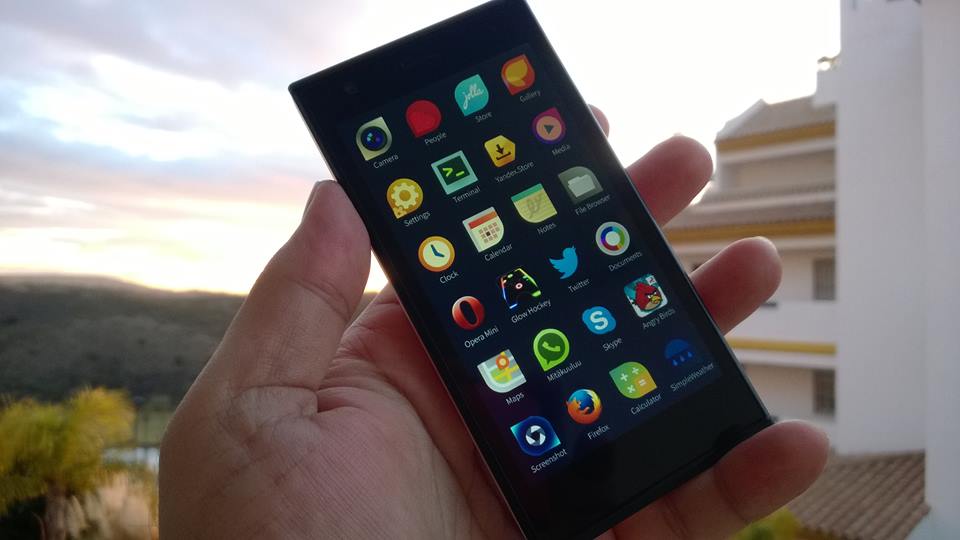 Camera
People
jolla
Store
Gallery
Settings
Terminal
Yandex.Store
Media
Clock
Calendar
Notes
File Browser
Opera Mini
Glow Hockey
Twitter
Documents
Maps
Mitäkuuluu
Skype
Angry Birds
Screenshot
Firefox
Calculator
SimpleWeather